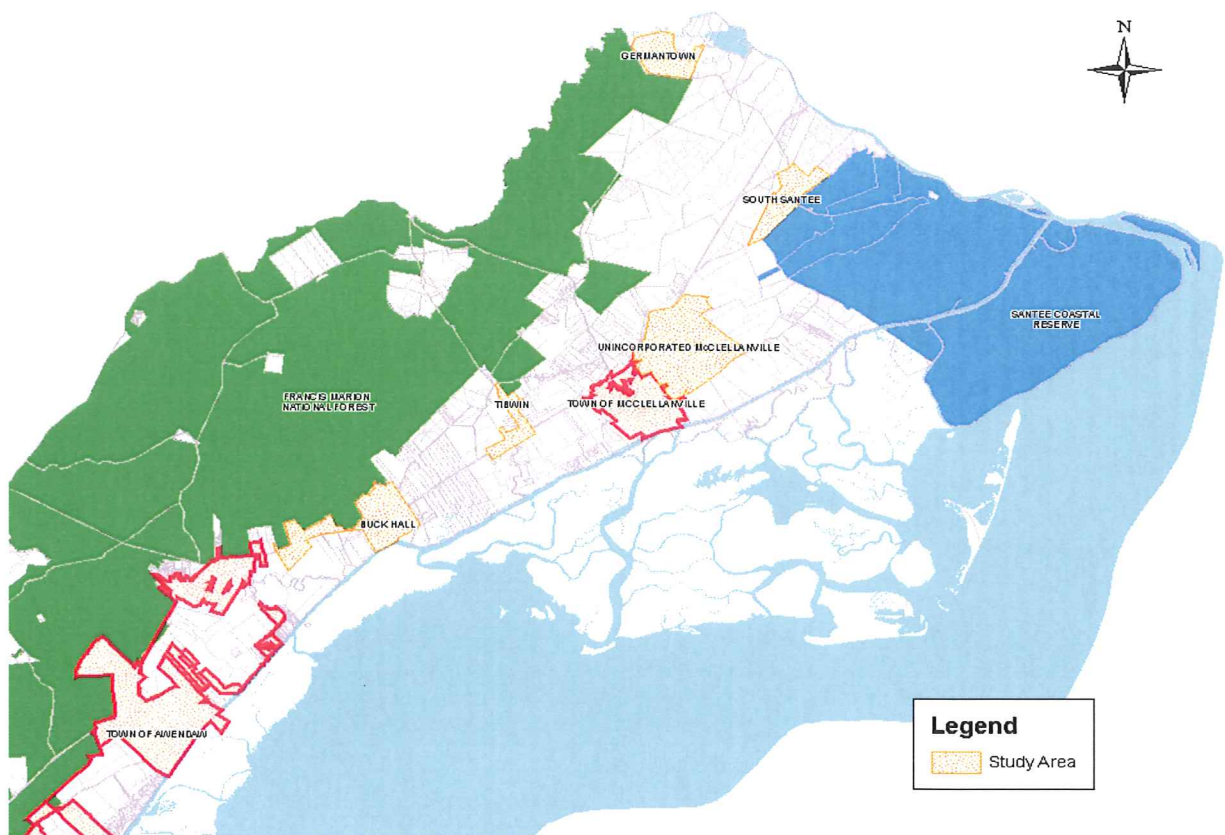 N
GERMANTOWN
SOUTH SANTEE
SANTEE COASTAL
RESERVE
UNINCORPORATED McCLELLANVILLE
FRANCIS MARION
NATIONAL FOREST
TIBWIN
TOWN OF MCCLELLANVILLE
BUCK HALL
TOWN OF AWENDAW
Legend
Study Area